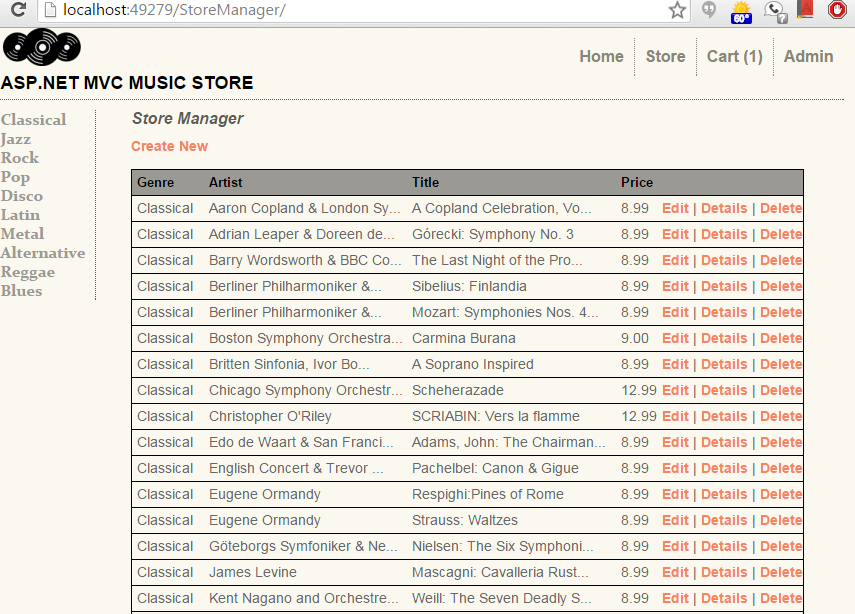 localhost:49279/StoreManager/
60°
ASP.NET MVC MUSIC STORE
Home Store Cart (1) Admin
Classical
Jazz
Rock
Pop
Disco
Latin
Metal
Alternative
Reggae
Blues
Store Manager
Create New
Genre Artist Title Price
Classical Aaron Copland & London Sy... A Copland Celebration, Vo... 8.99 Edit | Details | Delete
Classical Adrian Leaper & Doreen de... Górecki: Symphony No. 3 8.99 Edit | Details | Delete
Classical Barry Wordsworth & BBC Co... The Last Night of the Pro... 8.99 Edit | Details | Delete
Classical Berliner Philharmoniker &... Sibelius: Finlandia 8.99 Edit | Details | Delete
Classical Berliner Philharmoniker &... Mozart: Symphonies Nos. 4... 8.99 Edit | Details | Delete
Classical Boston Symphony Orchestra... Carmina Burana 9.00 Edit | Details | Delete
Classical Britten Sinfonia, Ivor Bo... A Soprano Inspired 8.99 Edit | Details | Delete
Classical Chicago Symphony Orchestr... Scheherazade 12.99 Edit | Details | Delete
Classical Christopher O'Riley SCRIABIN: Vers la flamme 12.99 Edit | Details | Delete
Classical Edo de Waart & San Franci... Adams, John: The Chairman... 8.99 Edit | Details | Delete
Classical English Concert & Trevor ... Pachelbel: Canon & Gigue 8.99 Edit | Details | Delete
Classical Eugene Ormandy Respighi:Pines of Rome 8.99 Edit | Details | Delete
Classical Eugene Ormandy Strauss: Waltzes 8.99 Edit | Details | Delete
Classical Göteborgs Symfoniker & Ne... Nielsen: The Six Symphoni... 8.99 Edit | Details | Delete
Classical James Levine Mascagni: Cavalleria Rust... 8.99 Edit | Details | Delete
Classical Kent Nagano and Orchestre... Weill: The Seven Deadly S... 8.99 Edit | Details | Delete